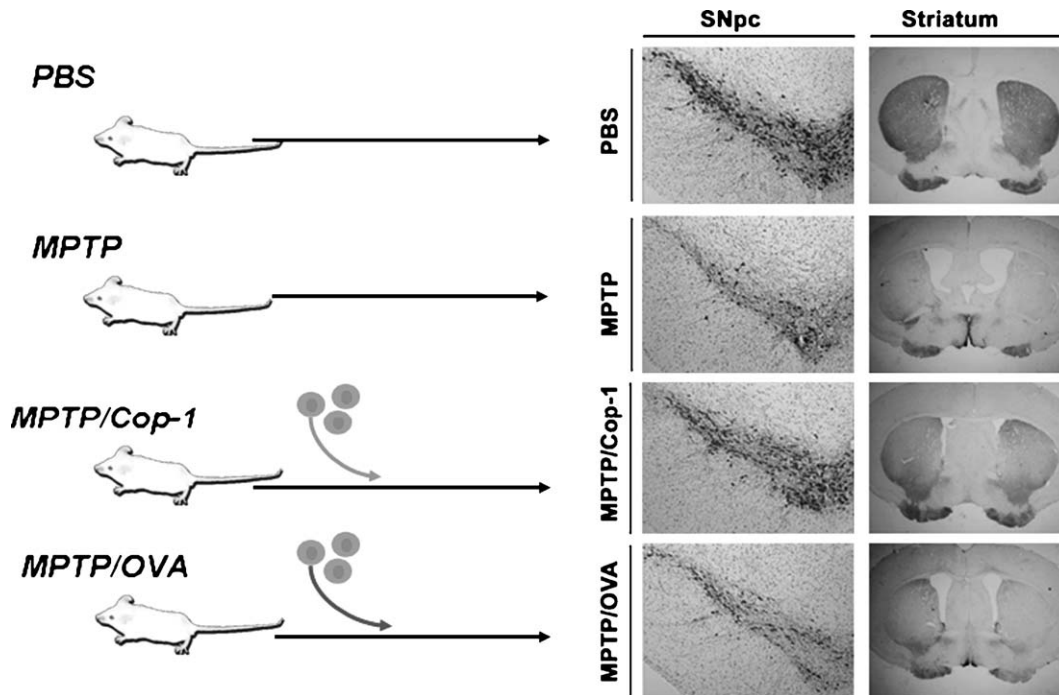 SNpc
Striatum
PBS
PBS
MPTP
MPTP
MPTP/Cop-1
MPTP/Cop-1
MPTP/OVA
MPTP/OVA